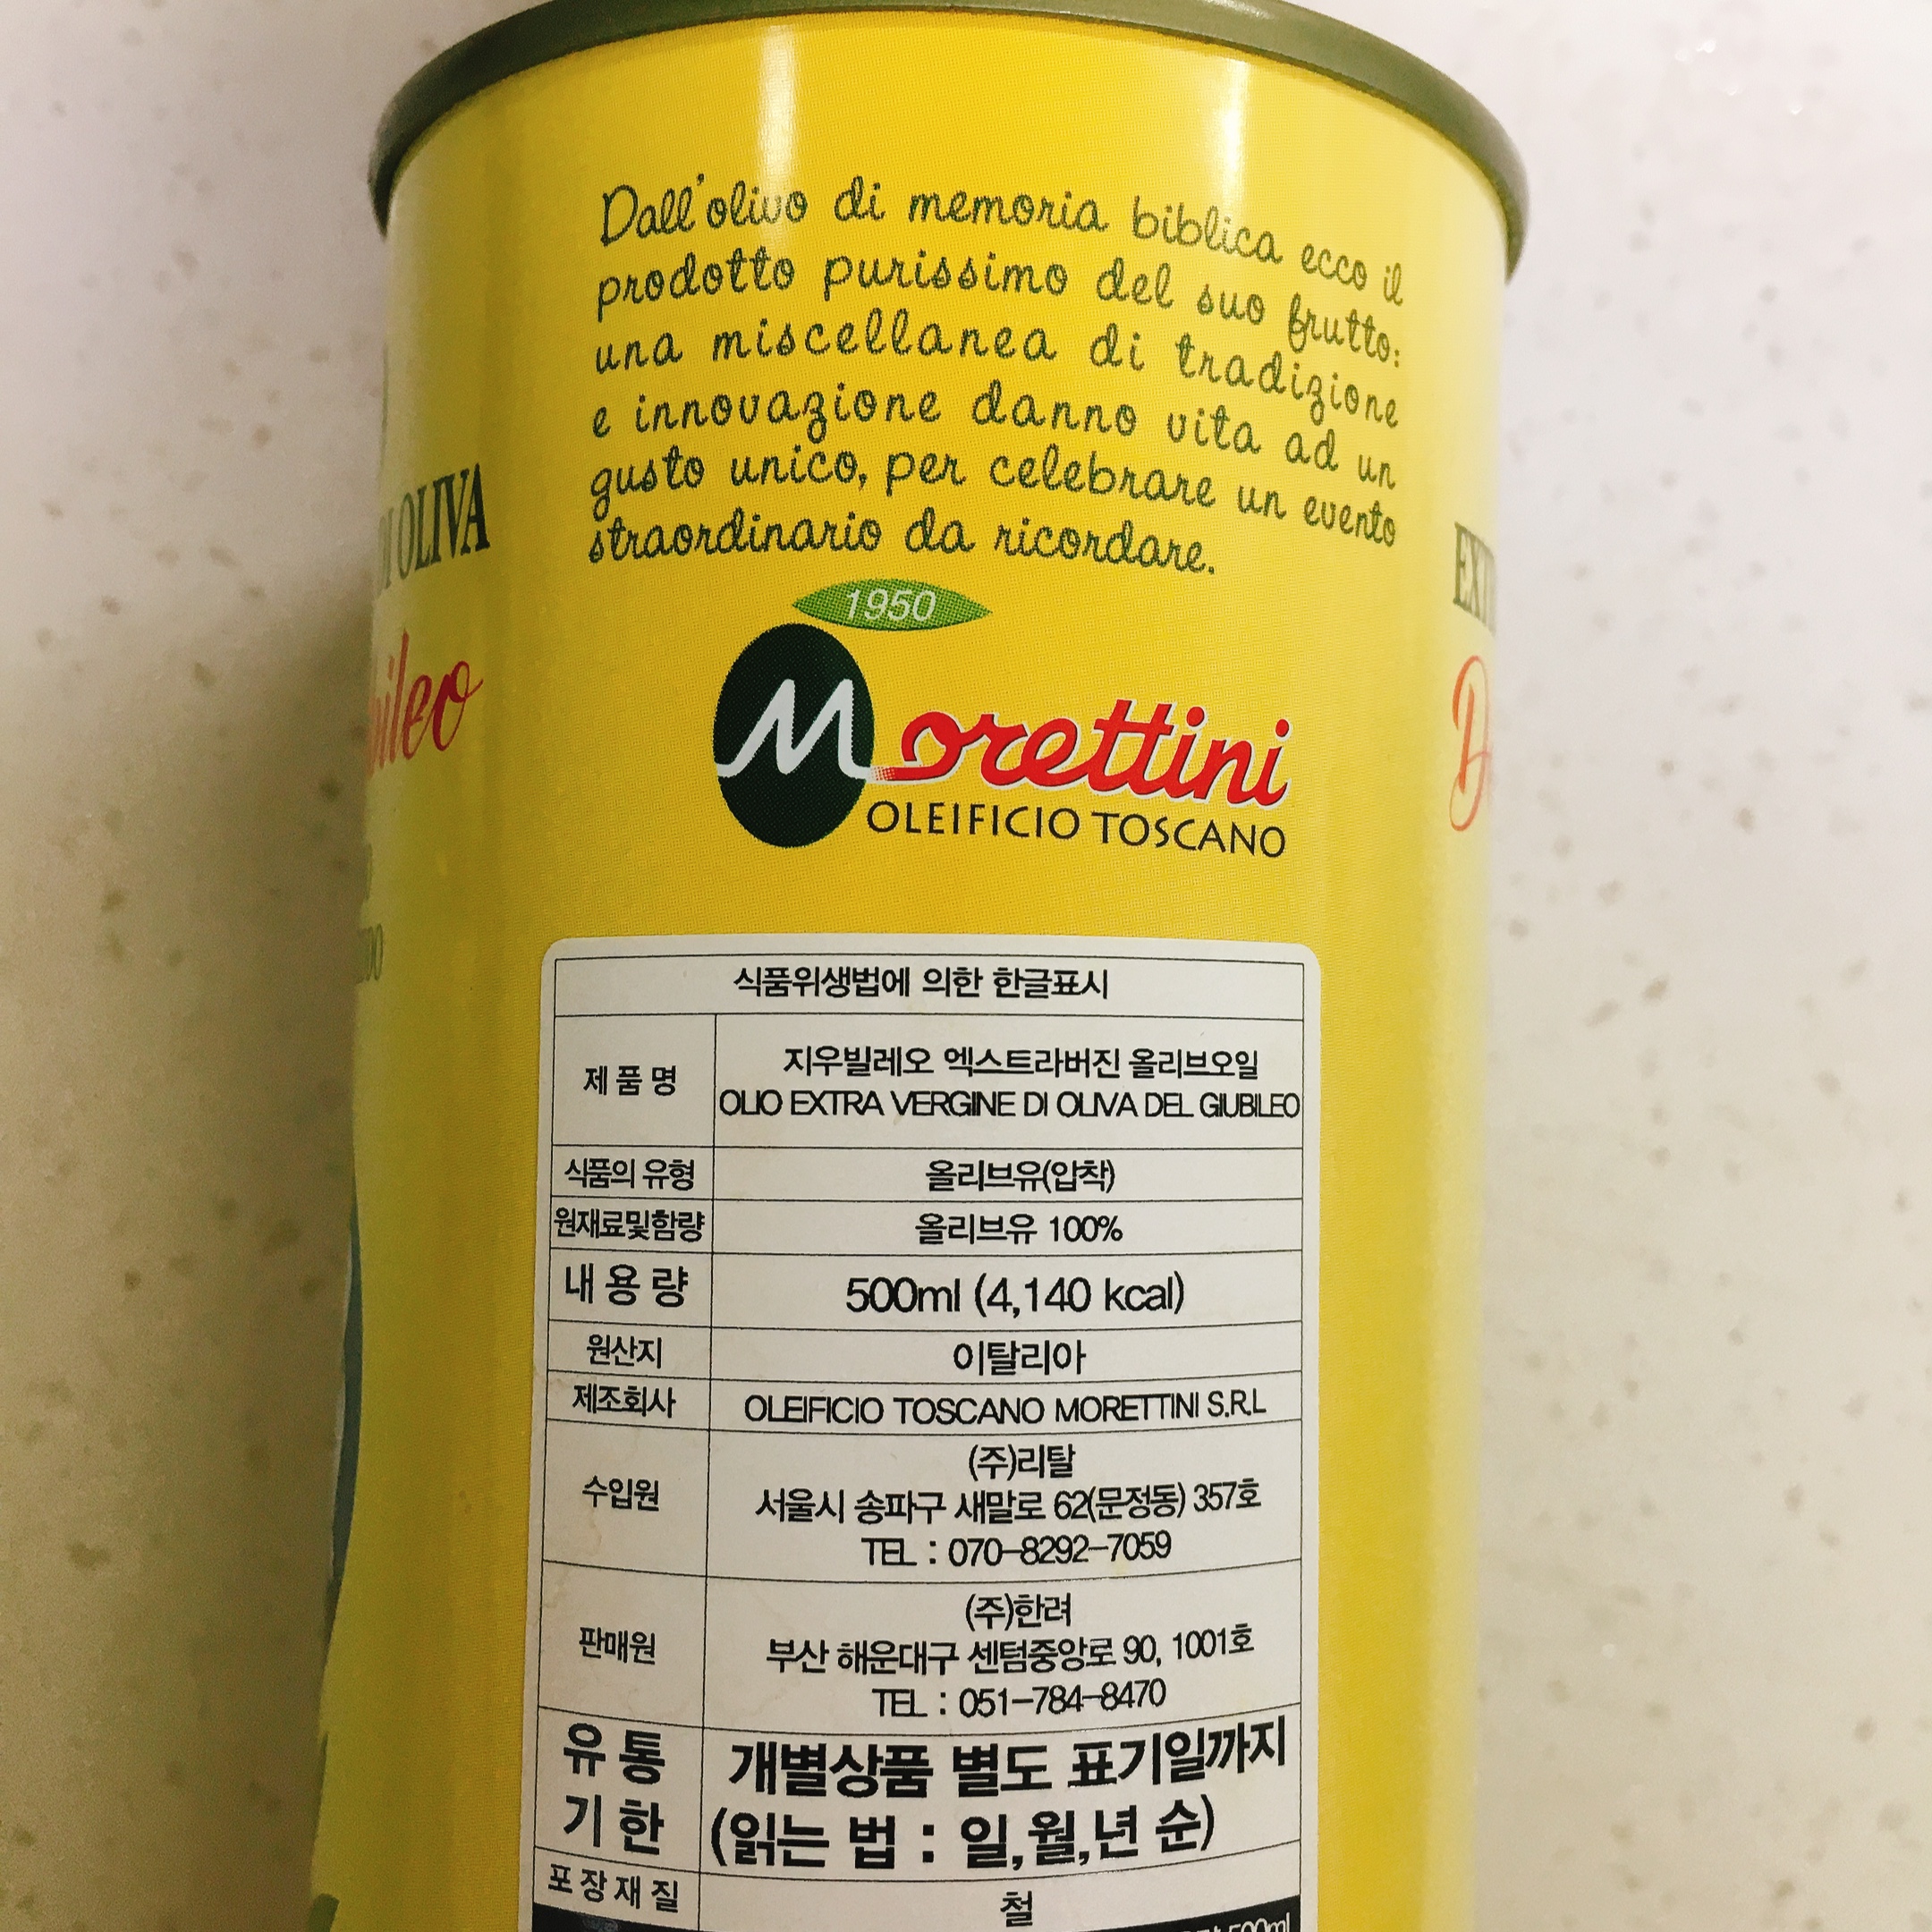 Dall'olivo di memoria biblica ecco il
prodotto purissimo del suo frutto:
una miscellanea di tradizione
e innovazione danno vita ad un
gusto unico, per celebrare un evento
straordinario da ricordare.
DI OLIVA
1950
Morettini
OLEIFICIO TOSCANO
식품위생법에 의한 한글표시
제 품 명
지우빌레오 엑스트라버진 올리브오일
OLIO EXTRA VERGINE DI OLIVA DEL GIUBILEO
식품의 유형 올리브유(압착)
원재료및함량 올리브유 100%
내 용 량 500ml (4,140 kcal)
원산지 이탈리아
제조회사 OLEIFICIO TOSCANO MORETTINI S.R.L
수입원
(주)리탈
서울시 송파구 새말로 62(문정동) 357호
TEL : 070-8292-7059
판매원
(주)한려
부산 해운대구 센텀중앙로 90, 1001호
TEL : 051-784-8470
유 통 개별상품 별도 표기일까지
기 한 (읽는 법 : 일,월,년 순)
포 장 재 질 철
500ml